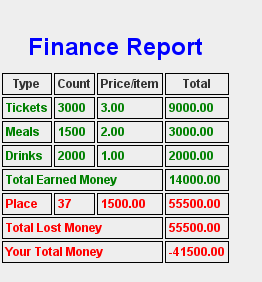 Finance Report
Type Count Price/item Total
Tickets 3000 3.00 9000.00
Meals 1500 2.00 3000.00
Drinks 2000 1.00 2000.00
Total Earned Money 14000.00
Place 37 1500.00 55500.00
Total Lost Money 55500.00
Your Total Money -41500.00